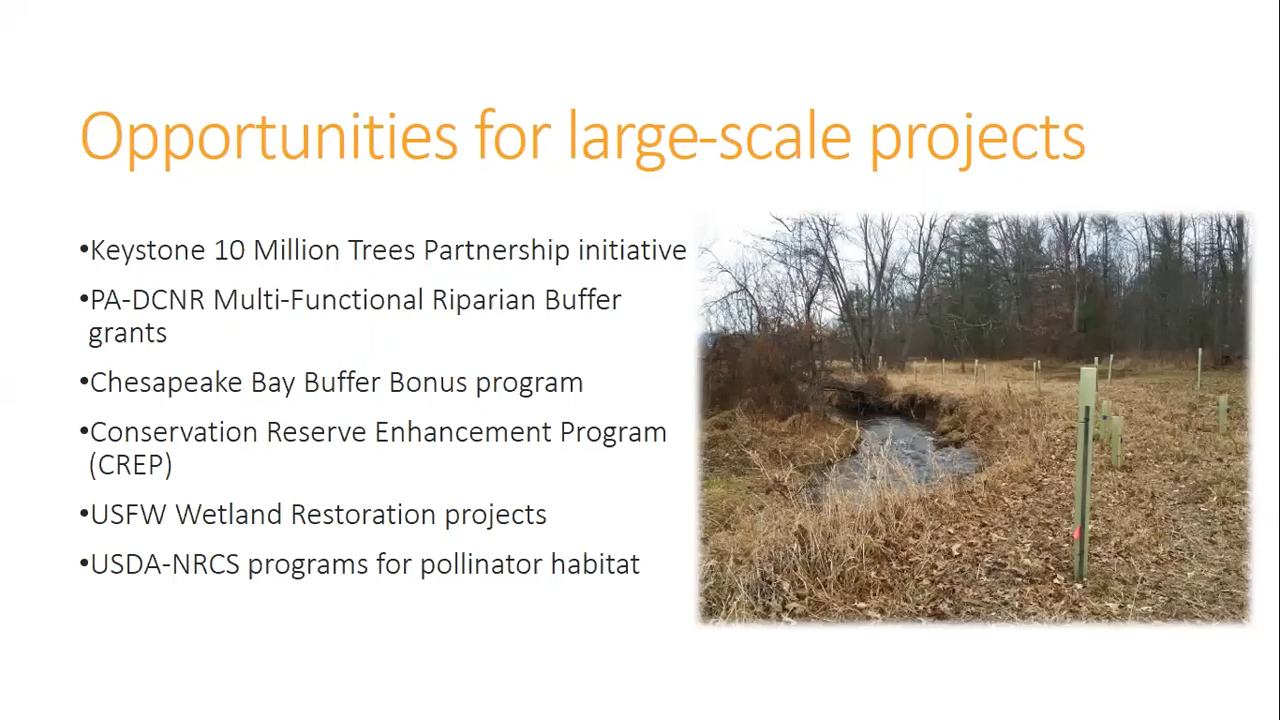 Opportunities for large-scale projects
•Keystone 10 Million Trees Partnership initiative
•PA-DCNR Multi-Functional Riparian Buffer
grants
•Chesapeake Bay Buffer Bonus program
•Conservation Reserve Enhancement Program
(CREP)
•USFW Wetland Restoration projects
•USDA-NRCS programs for pollinator habitat